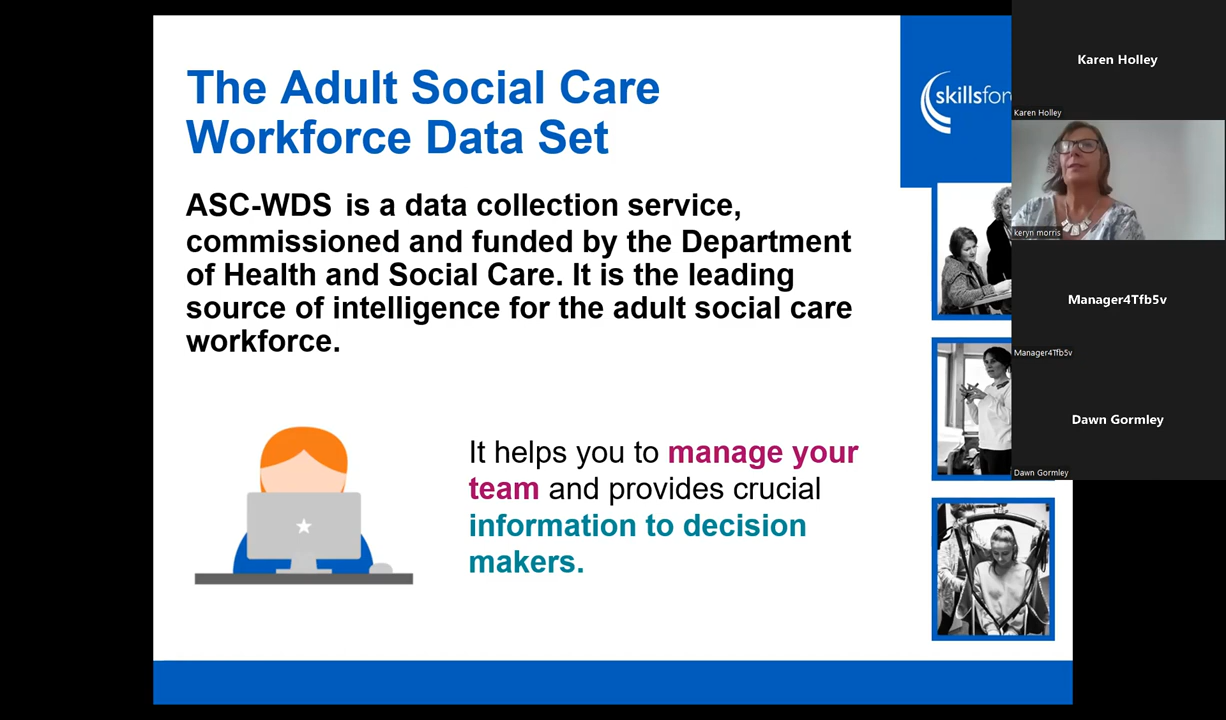 The Adult Social Care
Workforce Data Set
ASC-WDS is a data collection service,
commissioned and funded by the Department
of Health and Social Care. It is the leading
source of intelligence for the adult social care
workforce.
It helps you to manage your
team and provides crucial
information to decision
makers.
skillsfor
Karen Holley
Karen Holley
keryn morris
Manager4Tfb5v
Manager4Tfb5v
Dawn Gormley
Dawn Gormley